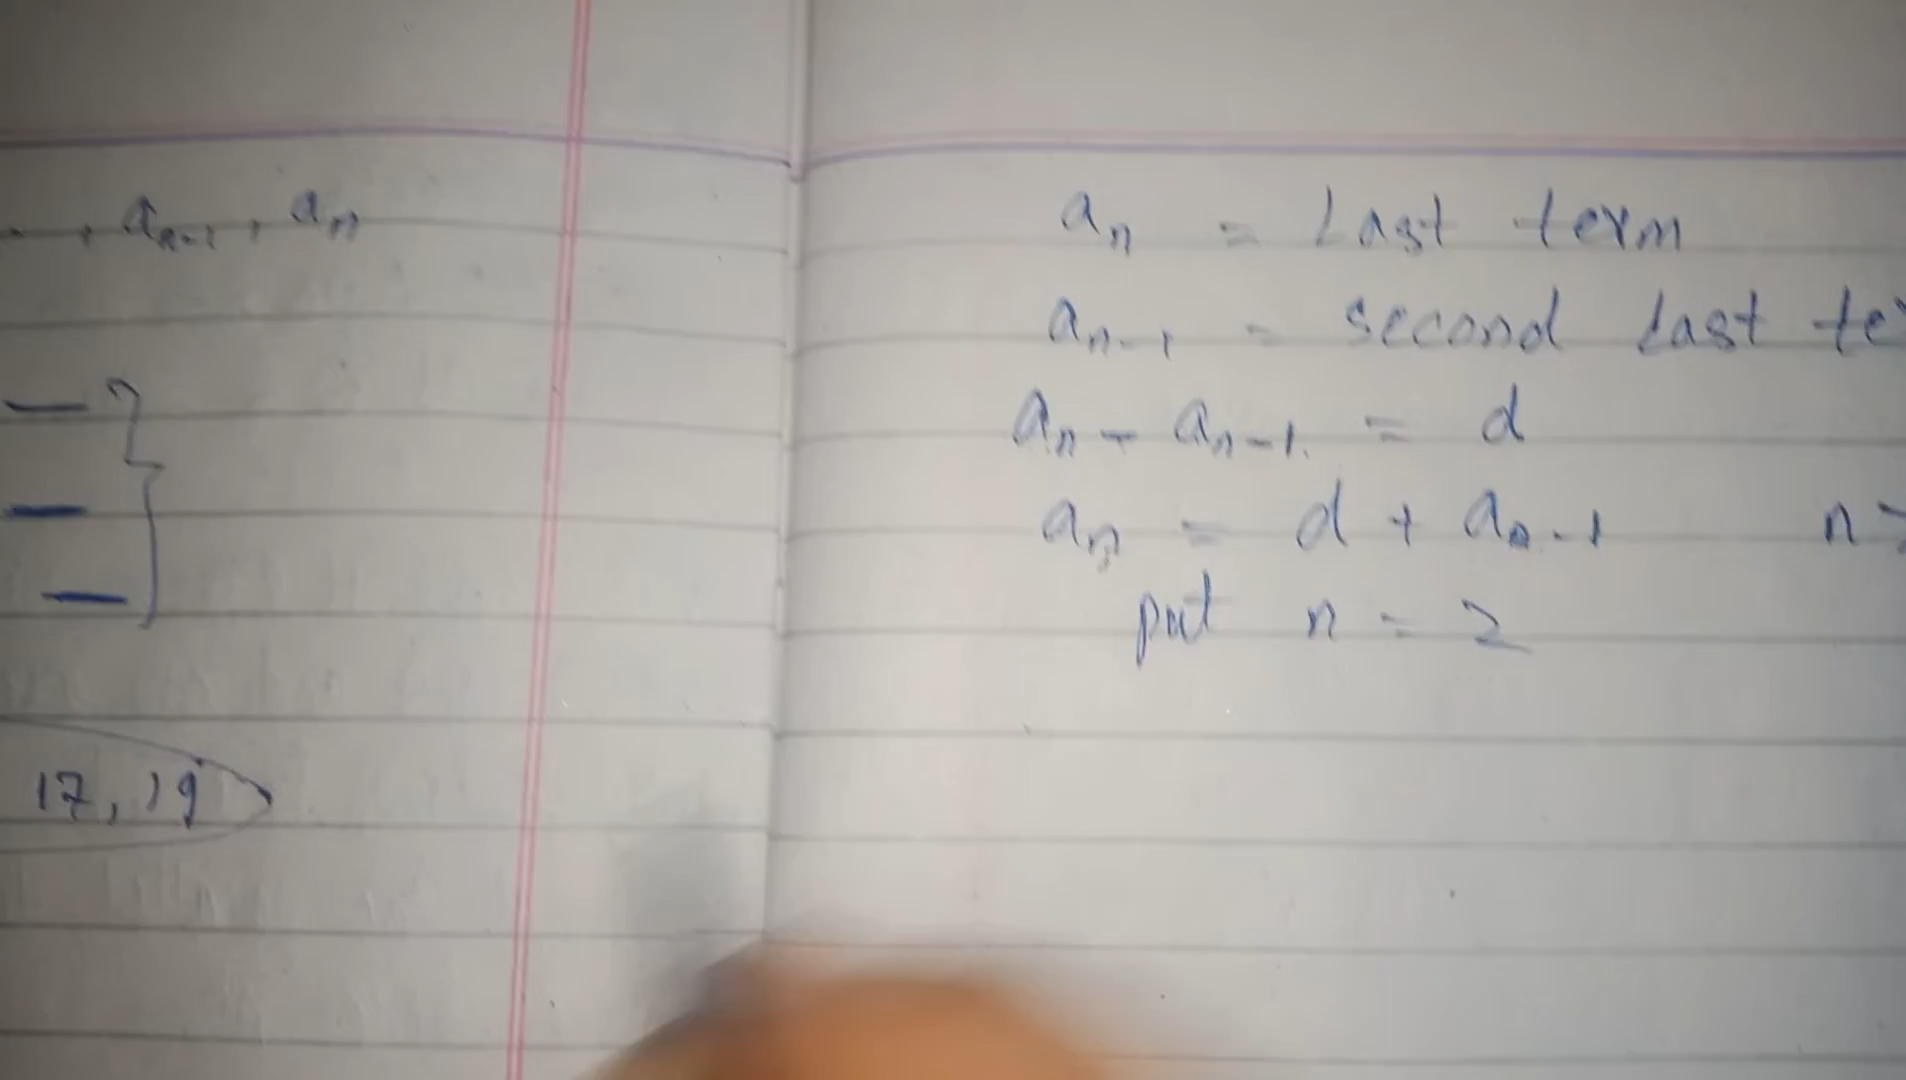 .. , aₙ₋₁ , aₙ
17, 19
aₙ = Last term
aₙ₋₁ = second last te
aₙ - aₙ₋₁ = d
aₙ = d + aₙ₋₁ n
put n = 2